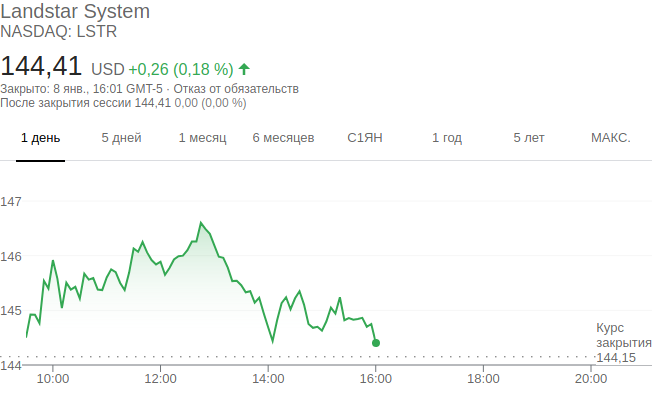 Landstar System
NASDAQ: LSTR
144,41 USD +0,26 (0,18 %)
Закрыто: 8 янв., 16:01 GMT-5 · Отказ от обязательств
После закрытия сессии 144,41 0,00 (0,00 %)
1 день 5 дней 1 месяц 6 месяцев С1ЯН 1 год 5 лет МАКС.
147
146
145
Курс
закрытия
144,15
144
10:00 12:00 14:00 16:00 18:00 20:00